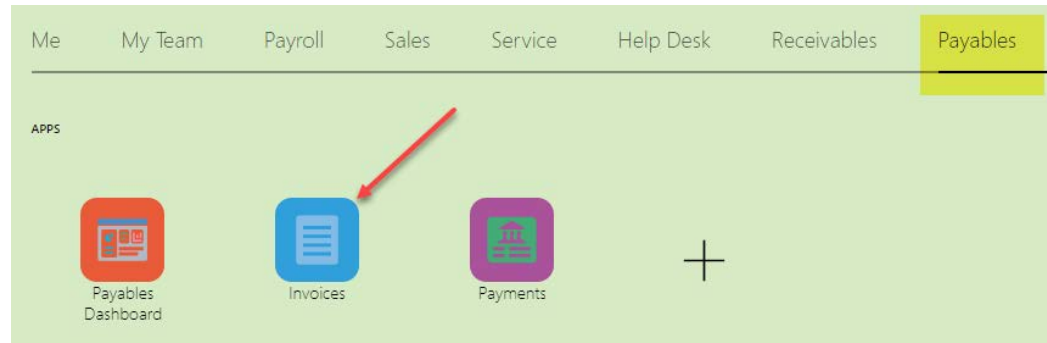 Me My Team Payroll Sales Service Help Desk Receivables Payables
APPS
Payables Dashboard
Invoices
Payments